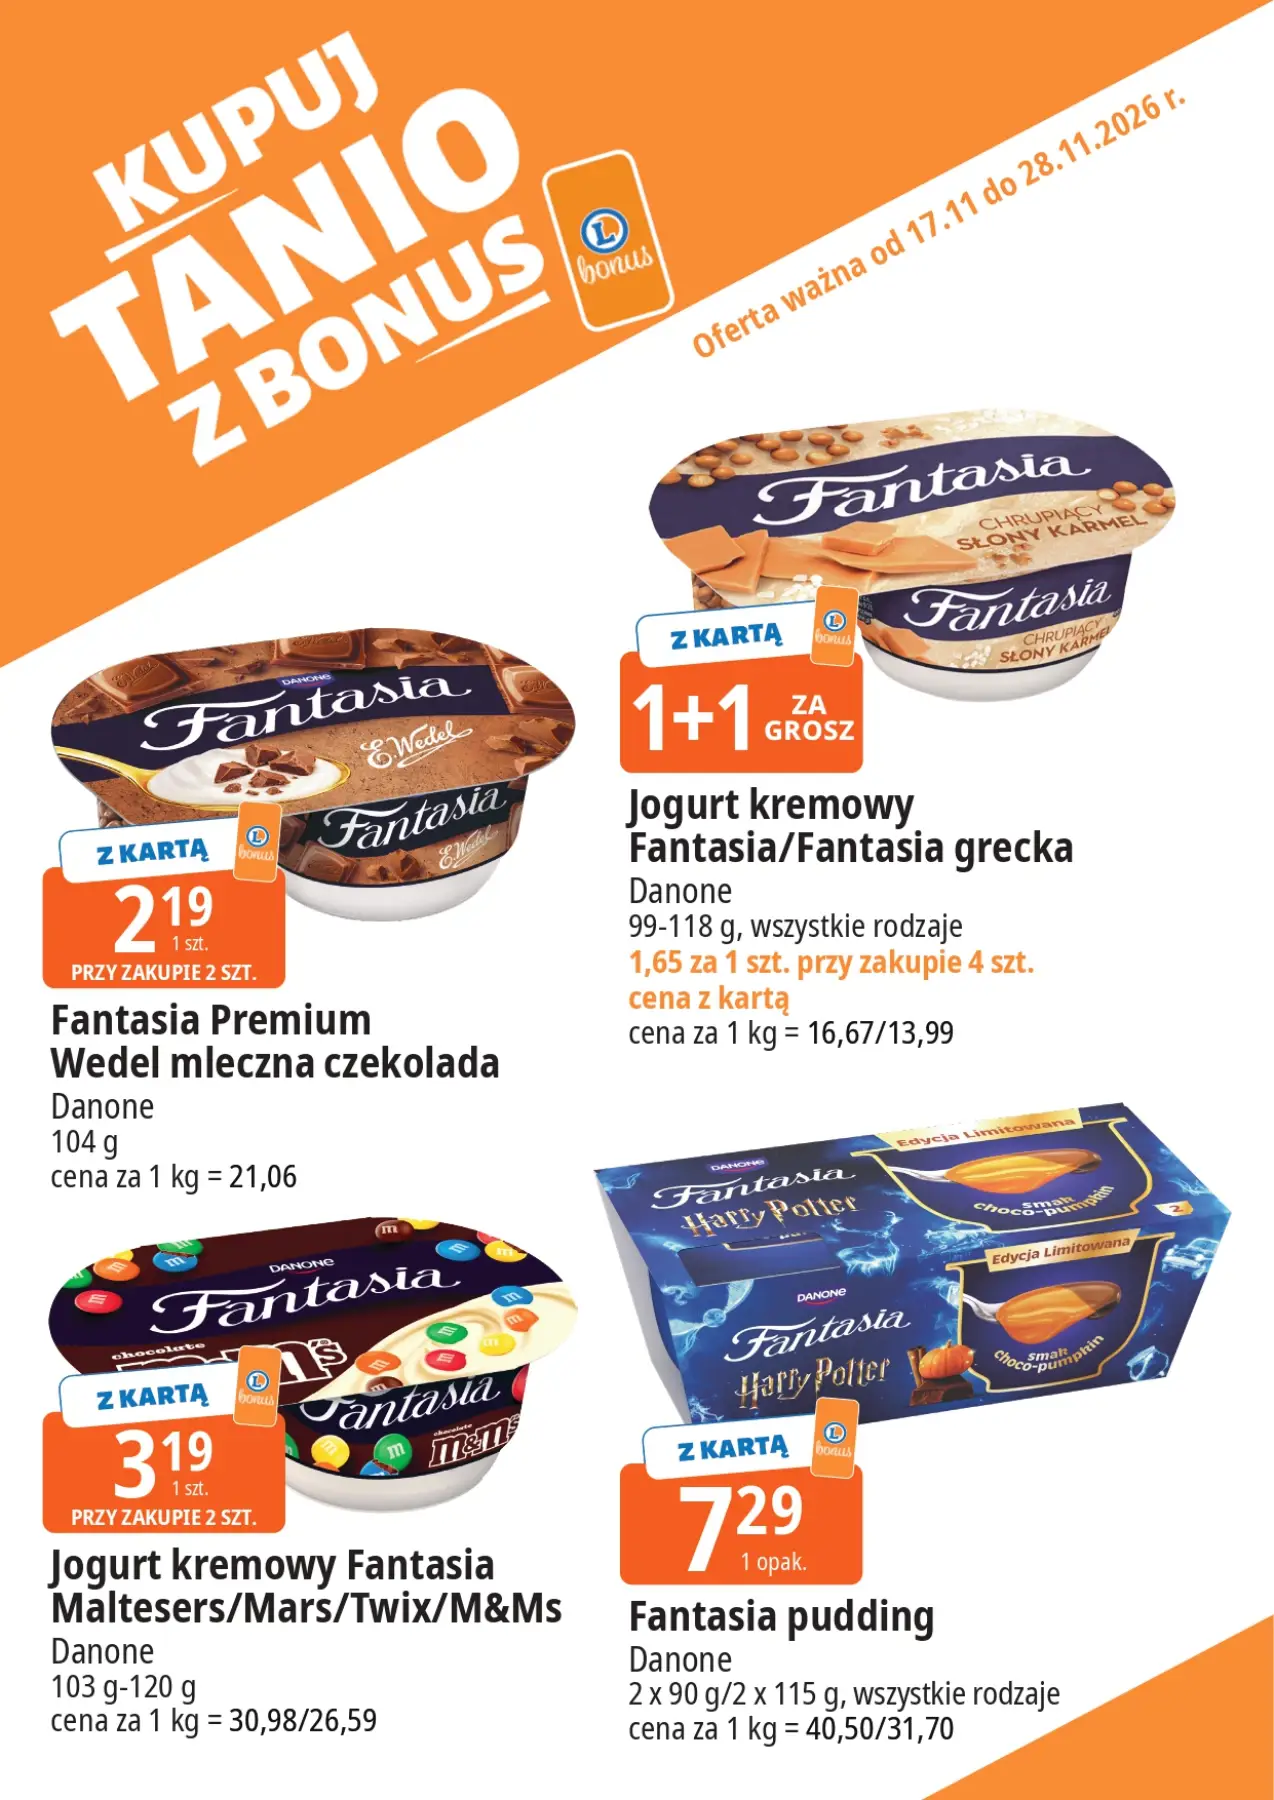 KUPUJ
TANIO
Z BONUS
L
bonus
Oferta ważna od 17.11 do 28.11.2026 r.
Fantasia
CHRUPIĄCY
SŁONY KARMEL
Fantasia
CHRUPIĄCY
SŁONY KARMEL
Z KARTĄ
L
bonus
1+1 ZA
GROSZ
Jogurt kremowy
Fantasia/Fantasia grecka
Danone
99-118 g, wszystkie rodzaje
1,65 za 1 szt. przy zakupie 4 szt.
cena z kartą
cena za 1 kg = 16,67/13,99
DANONE
Fantasia
E.Wedel
Fantasia
E.Wedel
Z KARTĄ
L
bonus
2 19
1 szt.
PRZY ZAKUPIE 2 SZT.
Fantasia Premium
Wedel mleczna czekolada
Danone
104 g
cena za 1 kg = 21,06
DANONE
Fantasia
chocolate
m&m's
Fantasia
chocolate
m&m's
Z KARTĄ
L
bonus
3 19
1 szt.
PRZY ZAKUPIE 2 SZT.
Jogurt kremowy Fantasia
Maltesers/Mars/Twix/M&Ms
Danone
103 g-120 g
cena za 1 kg = 30,98/26,59
Edycja Limitowana
DANONE
Fantasia
Harry Potter
smak
choco-pumpkin
2
Edycja Limitowana
DANONE
Fantasia
Harry Potter
smak
choco-pumpkin
Z KARTĄ
L
bonus
7 29
1 opak.
Fantasia pudding
Danone
2 x 90 g/2 x 115 g, wszystkie rodzaje
cena za 1 kg = 40,50/31,70